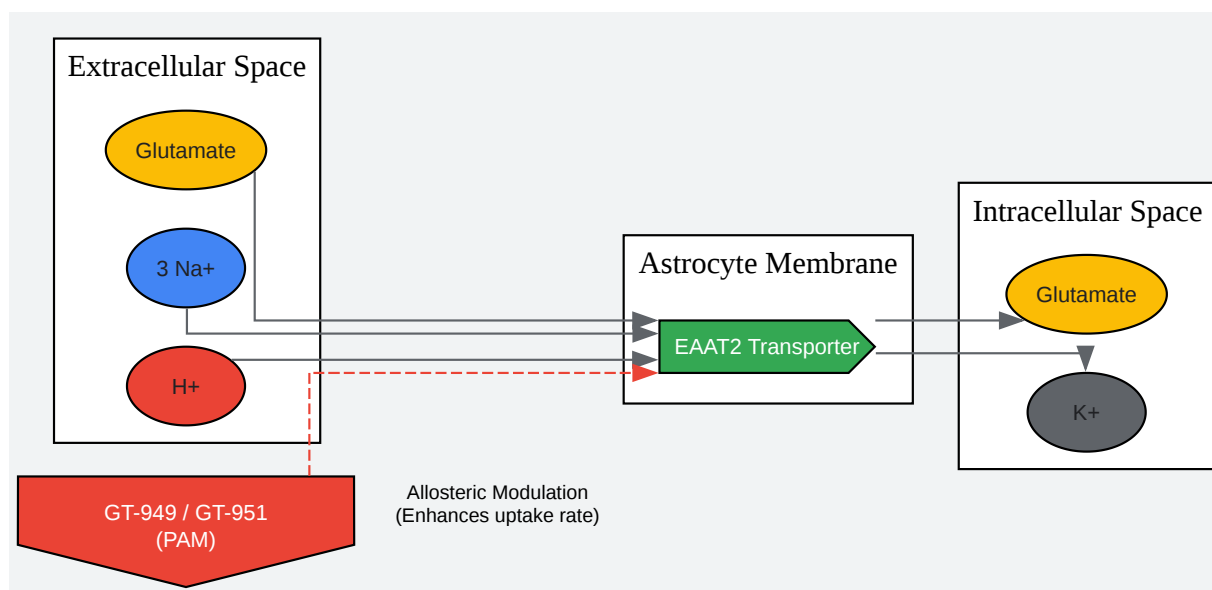 Extracellular Space
Glutamate
3 Na+
H+
GT-949 / GT-951
(PAM)
Allosteric Modulation
(Enhances uptake rate)
Astrocyte Membrane
EAAT2 Transporter
Intracellular Space
Glutamate
K+